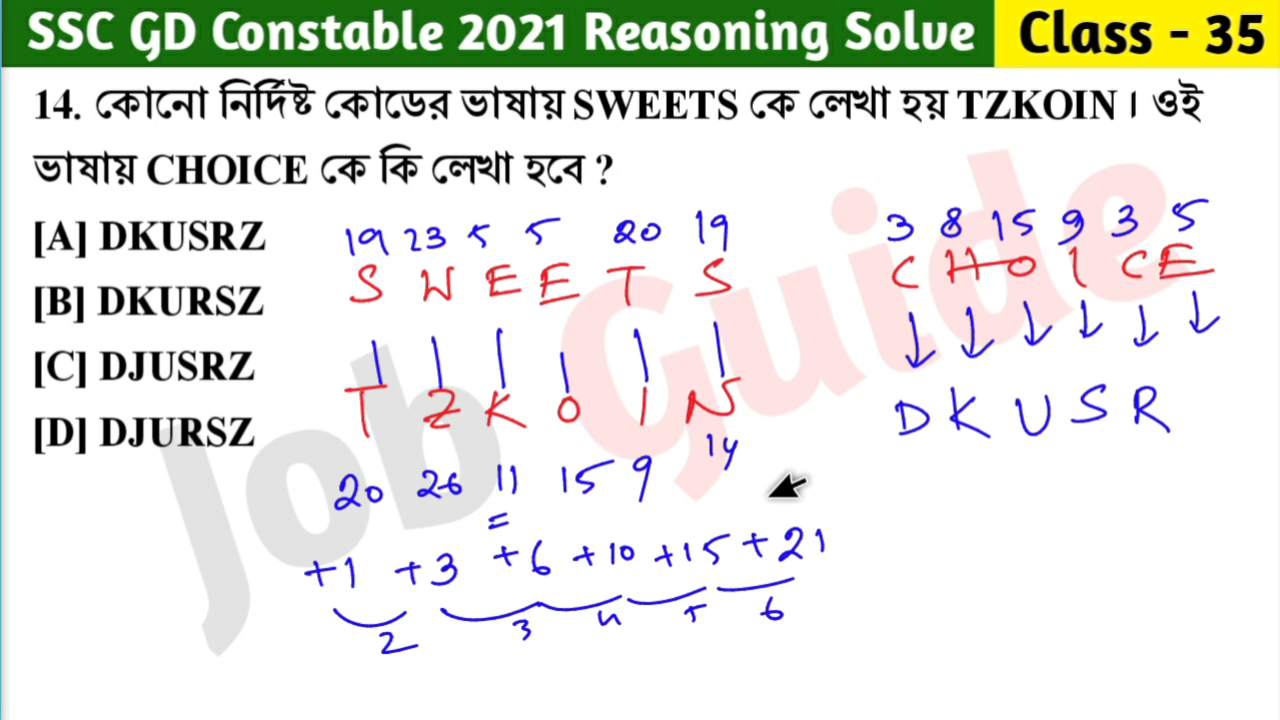 SSC GD Constable 2021 Reasoning Solve Class - 35
14. কোনো নির্দিষ্ট কোডের ভাষায় SWEETS কে লেখা হয় TZKOIN। ওই
ভাষায় CHOICE কে কি লেখা হবে ?
[A] DKUSRZ
[B] DKURSZ
[C] DJUSRZ
[D] DJURSZ
19 23 5 5 20 19
S W E E T S
T Z K O I N
20 26 11 15 9 14
=
+1 +3 +6 +10 +15 +21
2 3 4 5 6
3 8 15 9 3 5
C H O I C E
D K U S R
Job Guide